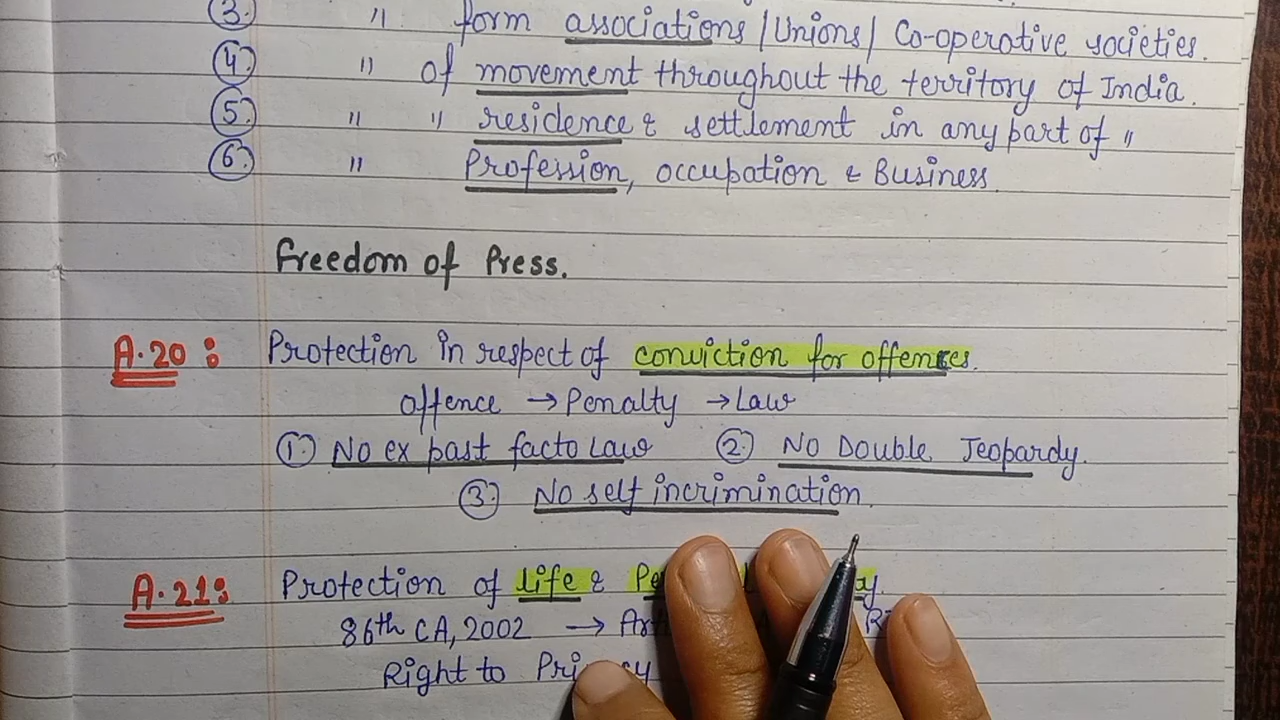 3. " form associations/Unions/ Co-operative societies.
4. " of movement throughout the territory of India.
5. " " residence & settlement in any part of "
6. " Profession, occupation & Business
Freedom of Press.
A.20: Protection in respect of conviction for offences.
offence → Penalty → Law
1. No ex past facto Law 2. No Double Jeopardy.
3. No self incrimination.
A.21: Protection of life &
86th CA, 2002 →
Right to